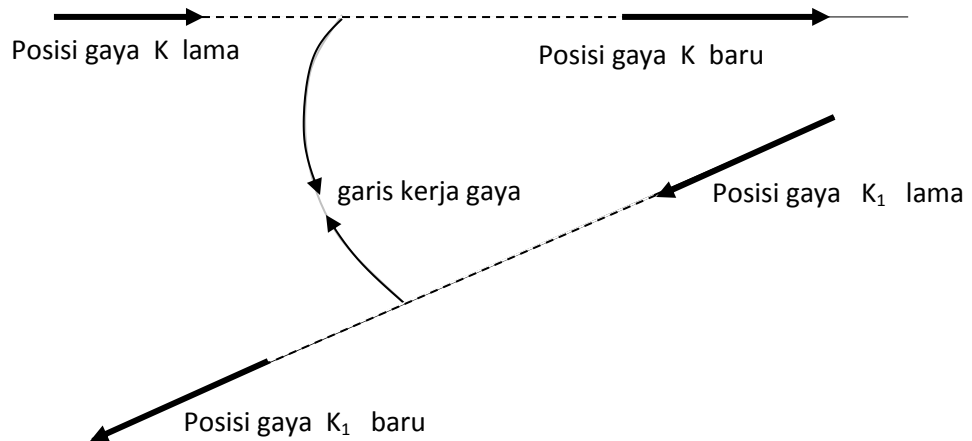 Posisi gaya K lama
Posisi gaya K baru
garis kerja gaya
Posisi gaya K₁ lama
Posisi gaya K₁ baru